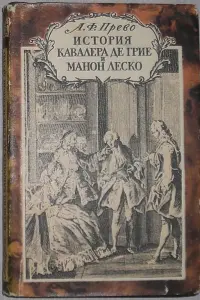 А. Ф. Прево
ИСТОРИЯ
КАВАЛЕРА ДЕ ГРИЕ
И
МАНОН ЛЕСКО